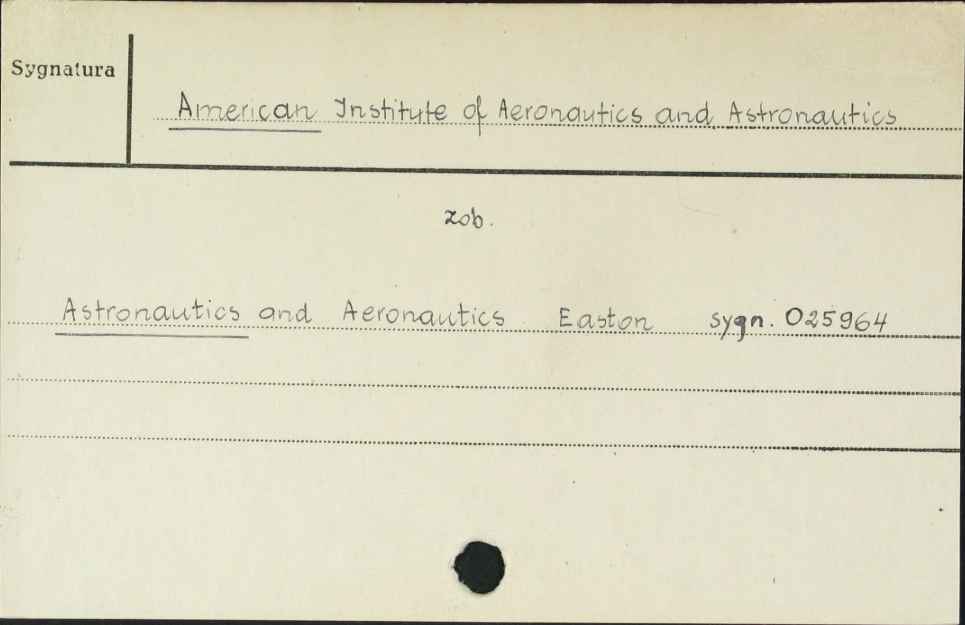 Sygnatura
American Institute of Aeronautics and Astronautics
zob.
Astronautics and Aeronautics Easton sygn. 025964